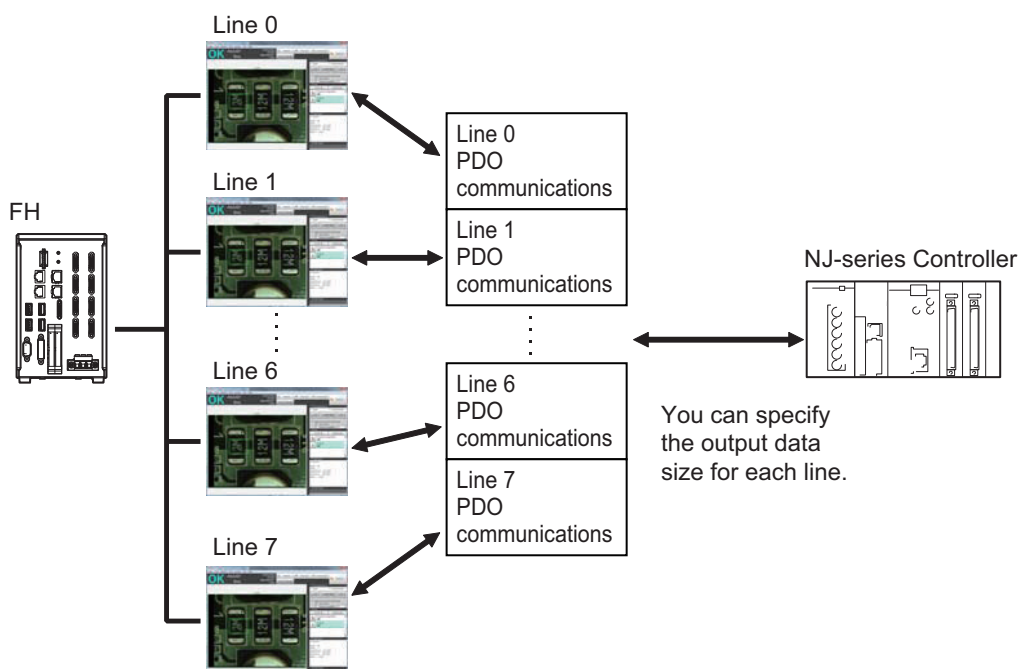 Line 0
OK
Line 0
PDO
communications
Line 1
OK
Line 1
PDO
communications
FH
NJ-series Controller
Line 6
OK
Line 6
PDO
communications
You can specify
the output data
size for each line.
Line 7
OK
Line 7
PDO
communications